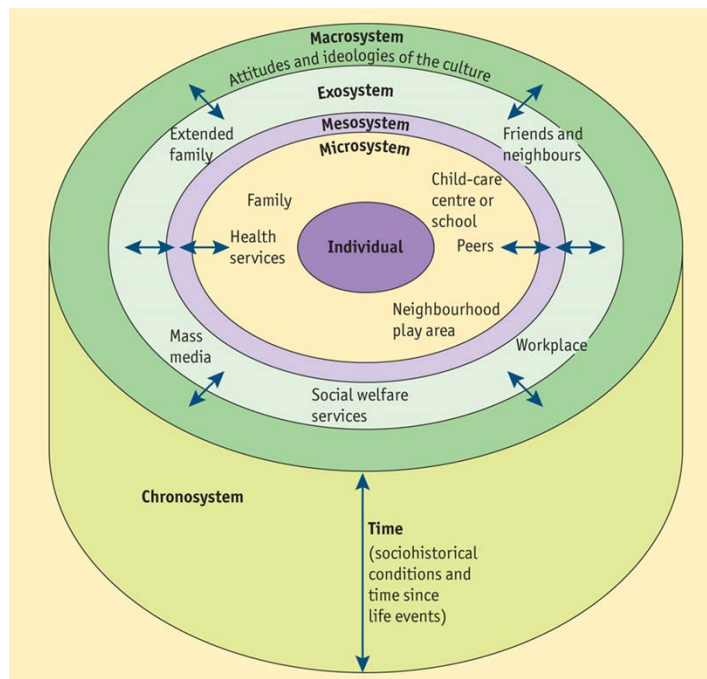 Macrosystem
Attitudes and ideologies of the culture
Exosystem
Mesosystem
Microsystem
Extended
family
Friends and
neighbours
Family
Child-care
centre or
school
Health
services
Individual
Peers
Neighbourhood
play area
Mass
media
Workplace
Social welfare
services
Chronosystem
Time
(sociohistorical
conditions and
time since
life events)